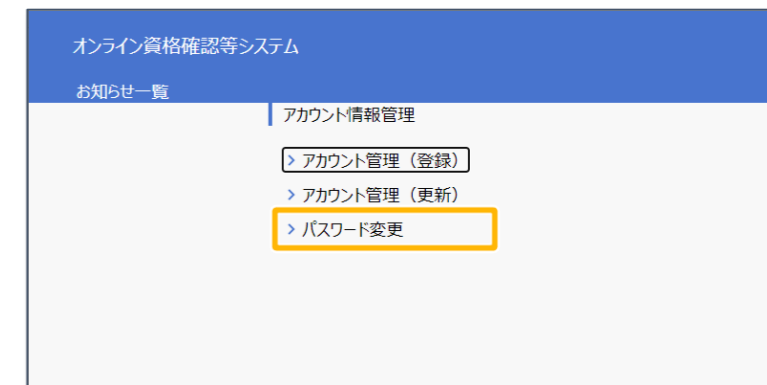 オンライン資格確認等システム
お知らせ一覧
アカウント情報管理
> アカウント管理（登録）
> アカウント管理（更新）
> パスワード変更